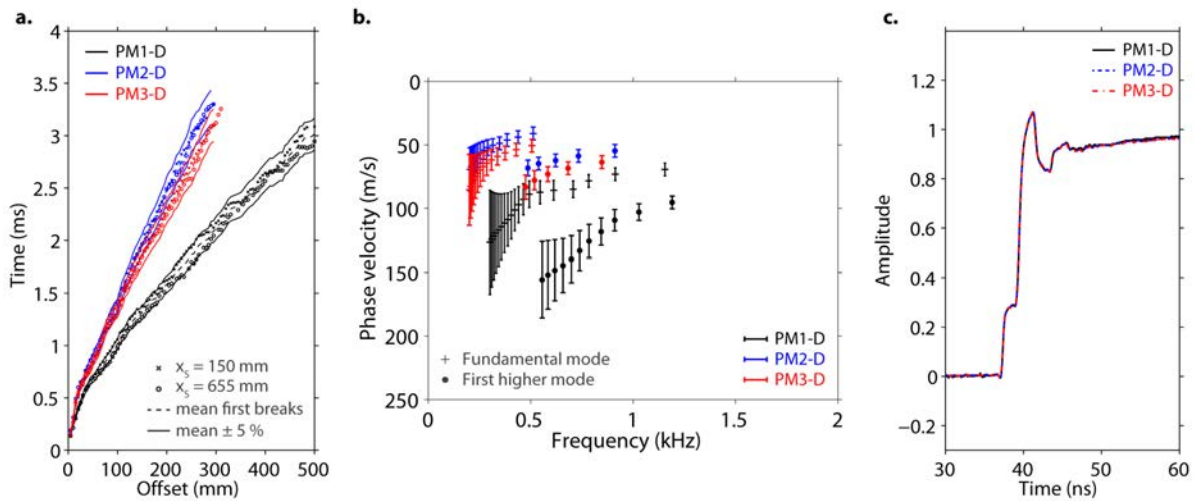 a.
4
3.5
3
2.5
2
1.5
1
0.5
0
Time (ms)
PM1-D
PM2-D
PM3-D
x xₛ = 150 mm
o xₛ = 655 mm
mean first breaks
mean ± 5 %
0 100 200 300 400 500
Offset (mm)
b.
0
50
100
150
200
250
Phase velocity (m/s)
+ Fundamental mode
• First higher mode
PM1-D
PM2-D
PM3-D
0 0.5 1 1.5 2
Frequency (kHz)
c.
PM1-D
PM2-D
PM3-D
1.2
1
0.8
0.6
0.4
0.2
0
−0.2
Amplitude
30 40 50 60
Time (ns)